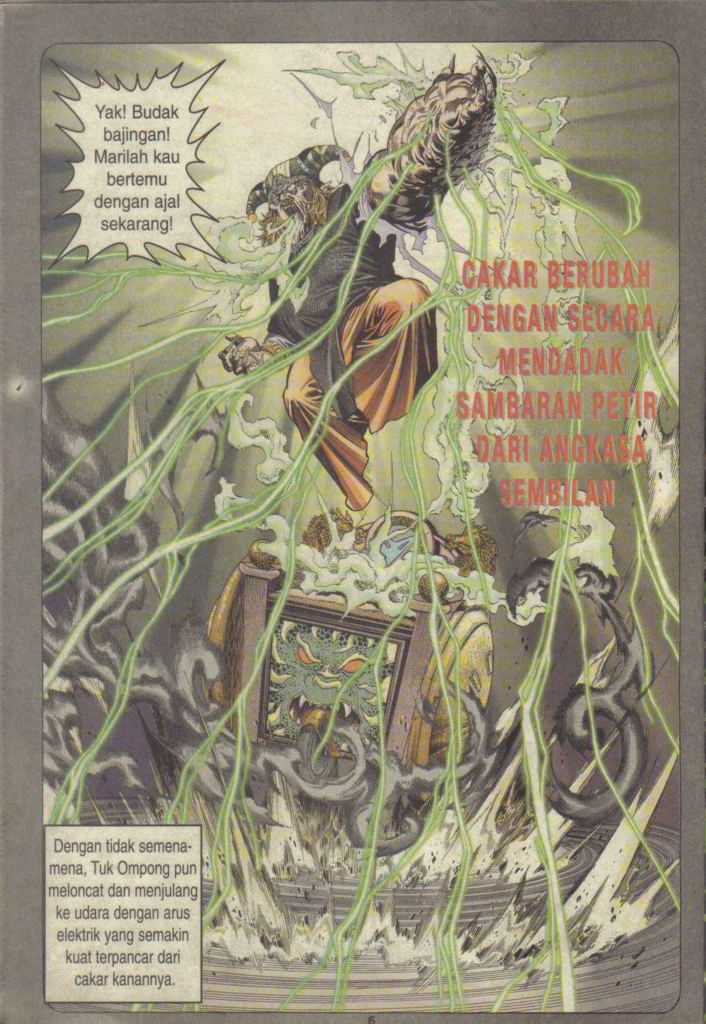 Yak! Budak
bajingan!
Marilah kau
bertemu
dengan ajal
sekarang!
CAKAR BERUBAH
DENGAN SECARA
MENDADAK
SAMBARAN PETIR
DARI ANGKASA
SEMBILAN
Dengan tidak semena-
mena, Tuk Ompong pun
meloncat dan menjulang
ke udara dengan arus
elektrik yang semakin
kuat terpancar dari
cakar kanannya.
6